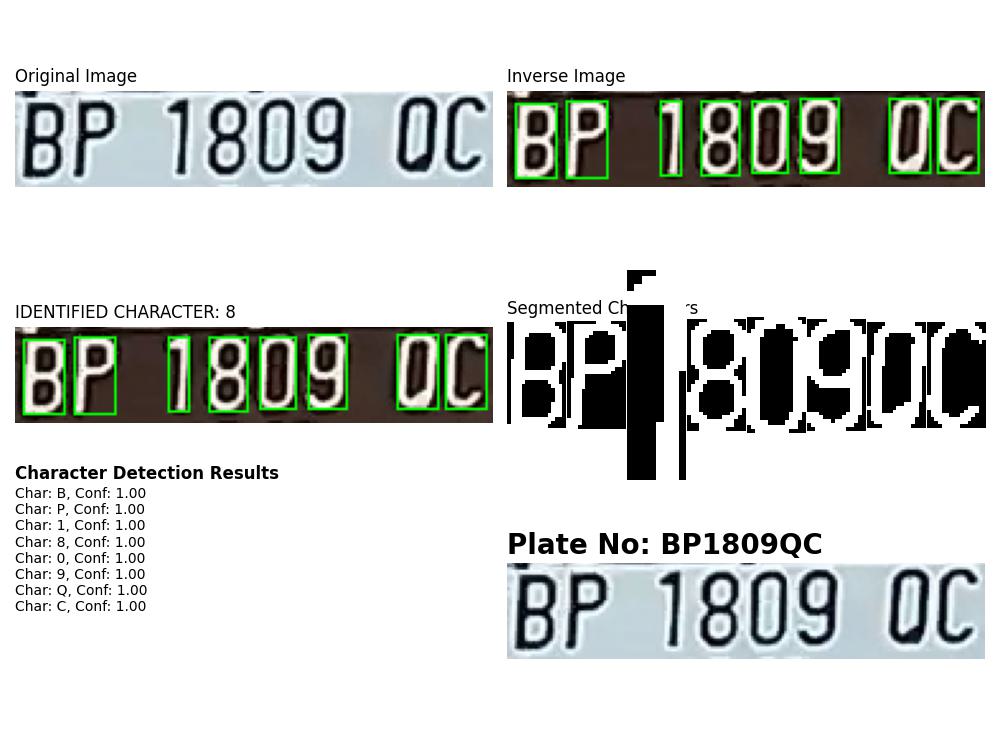 Original Image
BP 1809 QC
Inverse Image
BP 1809 QC
IDENTIFIED CHARACTER: 8
BP 1809 QC
Segmented
BP1809QC
Character Detection Results
Char: B, Conf: 1.00
Char: P, Conf: 1.00
Char: 1, Conf: 1.00
Char: 8, Conf: 1.00
Char: 0, Conf: 1.00
Char: 9, Conf: 1.00
Char: Q, Conf: 1.00
Char: C, Conf: 1.00
Plate No: BP1809QC
BP 1809 QC